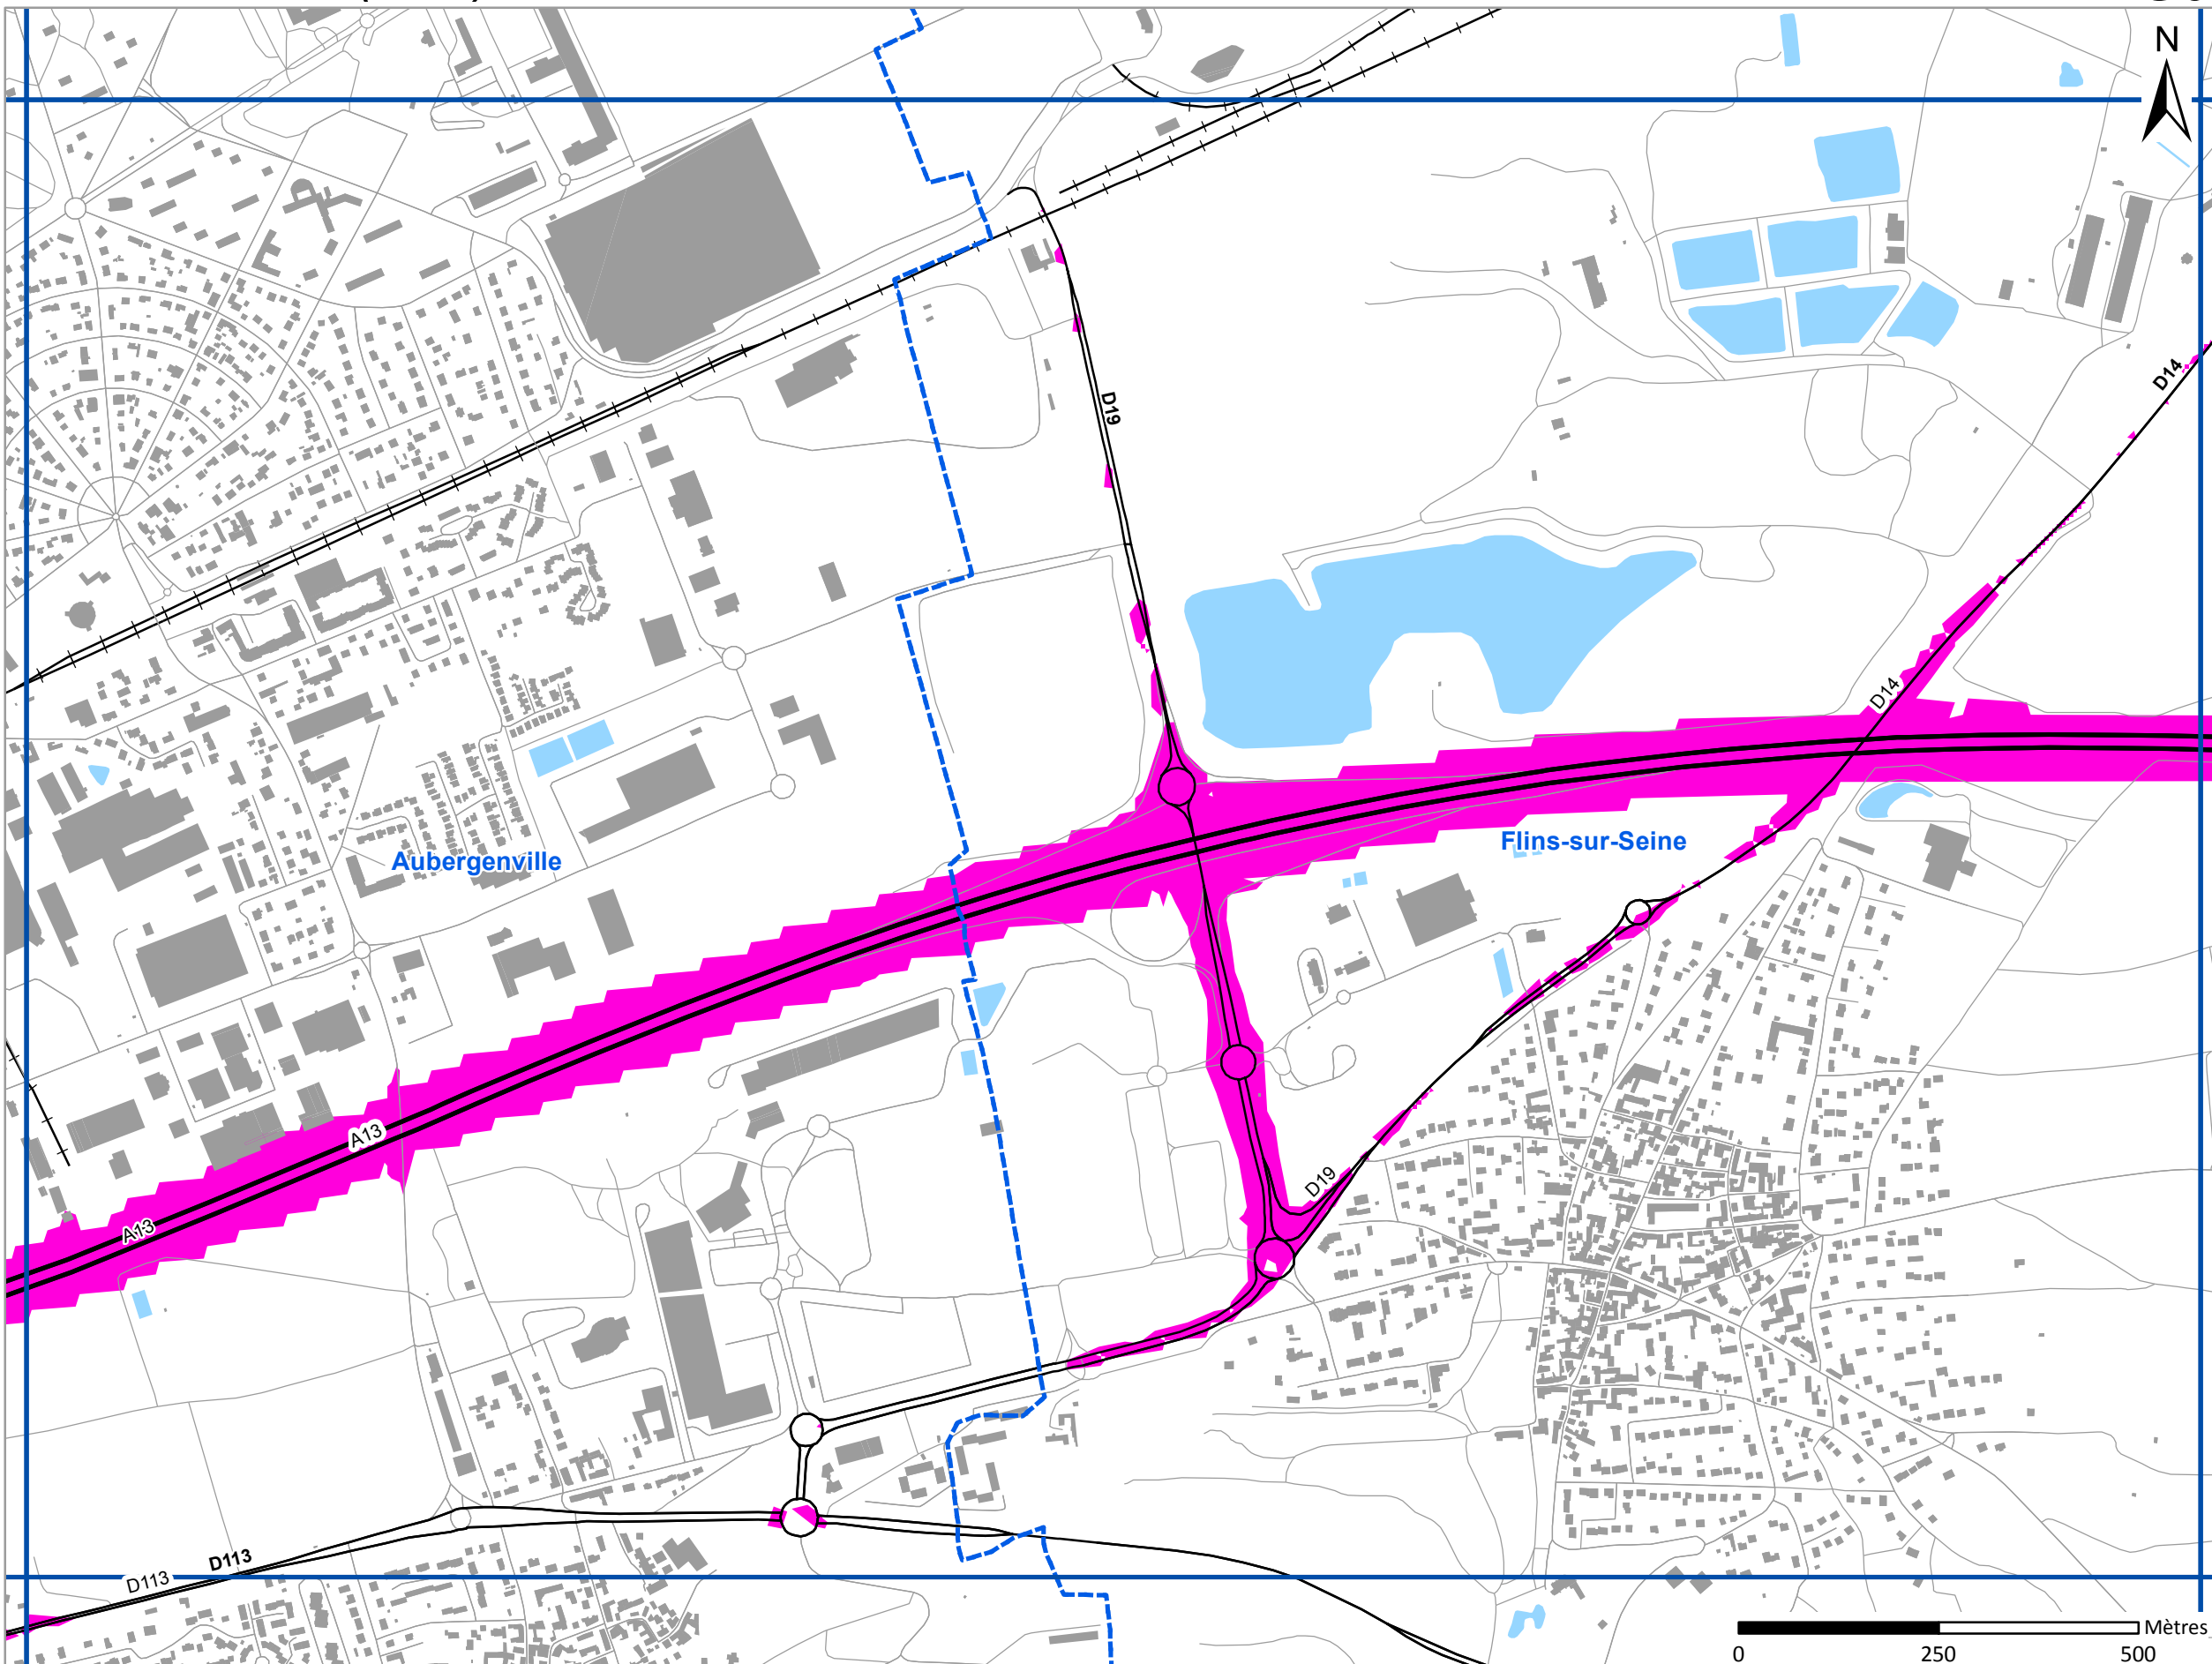 N
D14
D19
D14
Flins-sur-Seine
Aubergenville
A13
D19
A13
D113
D113
Mètres
0 250 500